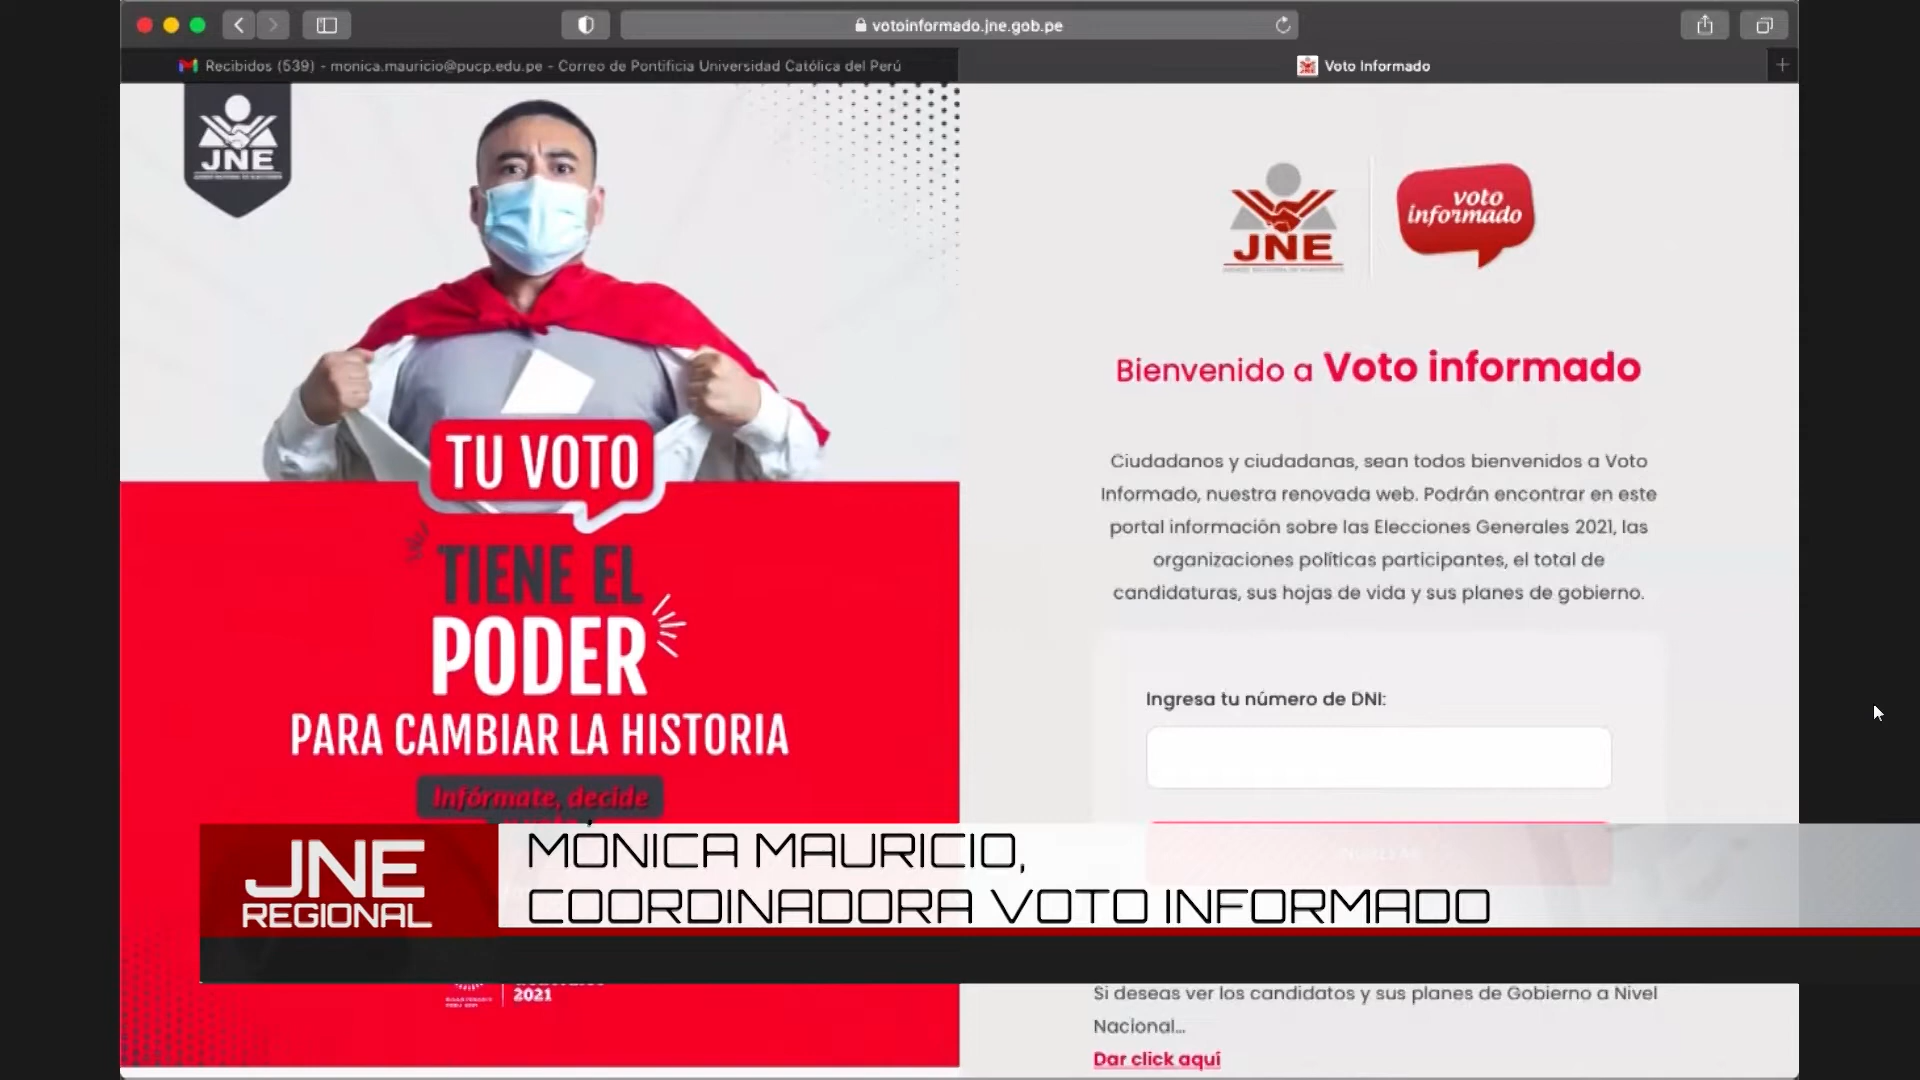 votoinformado.jne.gob.pe
Recibidos (539) - monica.mauricio@pucp.edu.pe - Correo de Pontificia Universidad Católica del Perú
Voto Informado
JNE
TU VOTO
TIENE EL
PODER
PARA CAMBIAR LA HISTORIA
Infórmate, decide
2021
JNE
voto
informado
Bienvenido a Voto informado
Ciudadanos y ciudadanas, sean todos bienvenidos a Voto
Informado, nuestra renovada web. Podrán encontrar en este
portal información sobre las Elecciones Generales 2021, las
organizaciones políticas participantes, el total de
candidaturas, sus hojas de vida y sus planes de gobierno.
Ingresa tu número de DNI:
JNE
REGIONAL
MÓNICA MAURICIO,
COORDINADORA VOTO INFORMADO
Si deseas ver los candidatos y sus planes de Gobierno a Nivel
Nacional...
Dar click aquí